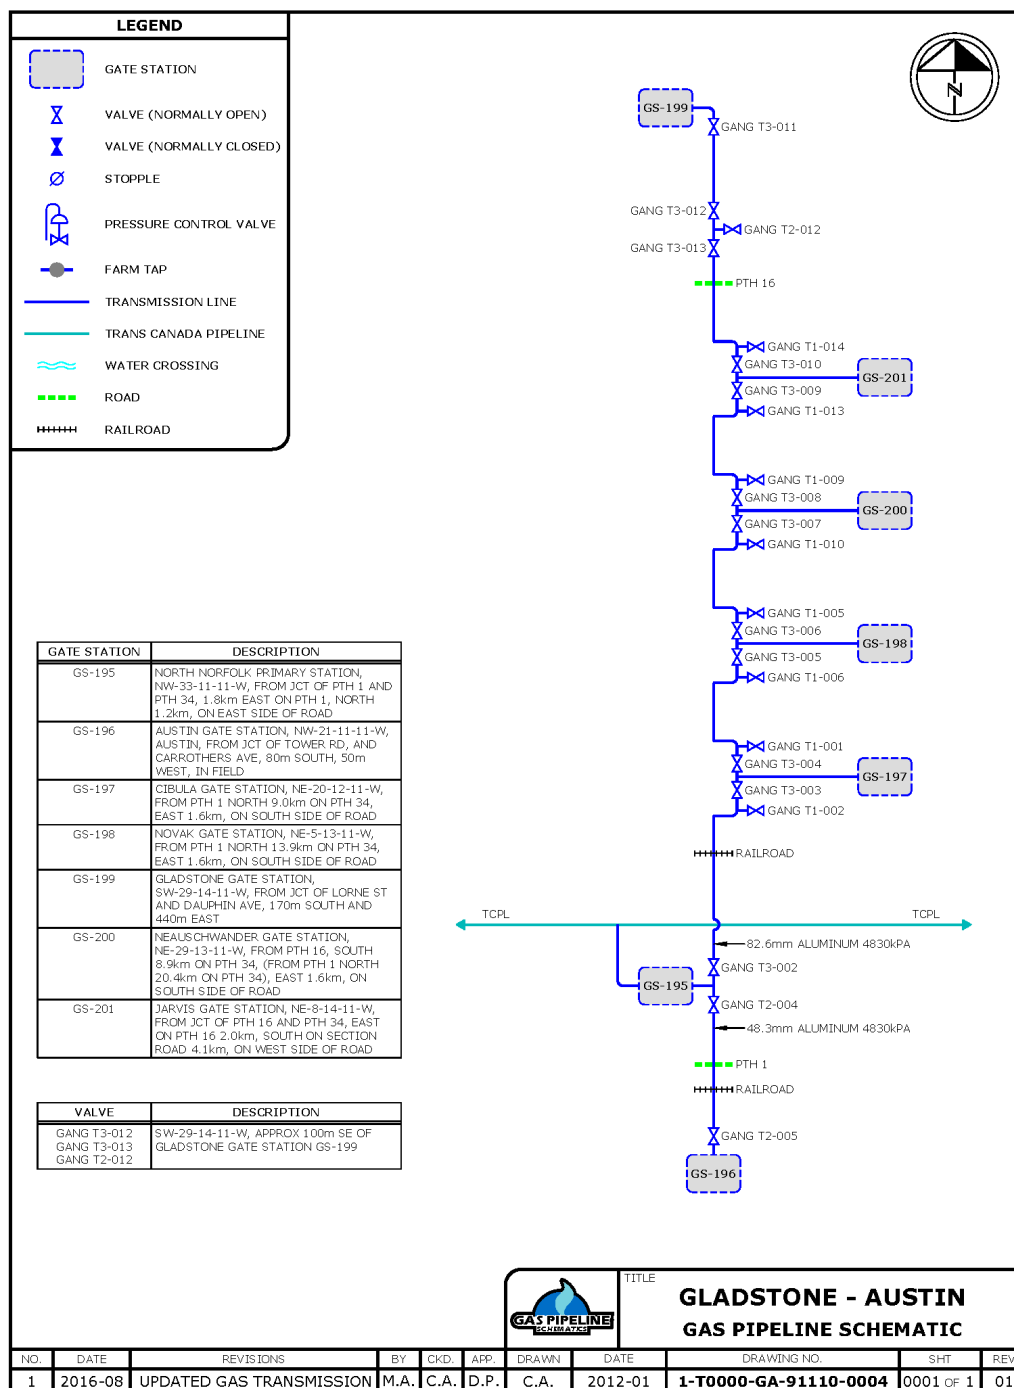 LEGEND
GATE STATION
VALVE (NORMALLY OPEN)
VALVE (NORMALLY CLOSED)
STOPPLE
PRESSURE CONTROL VALVE
FARM TAP
TRANSMISSION LINE
TRANS CANADA PIPELINE
WATER CROSSING
ROAD
RAILROAD
N
GS-199
GANG T3-011
GANG T3-012
GANG T2-012
GANG T3-013
PTH 16
GANG T1-014
GANG T3-010
GS-201
GANG T3-009
GANG T1-013
GANG T1-009
GANG T3-008
GS-200
GANG T3-007
GANG T1-010
GANG T1-005
GANG T3-006
GS-198
GANG T3-005
GANG T1-006
GANG T1-001
GANG T3-004
GS-197
GANG T3-003
GANG T1-002
RAILROAD
TCPL
TCPL
82.6mm ALUMINUM 4830kPA
GANG T3-002
GS-195
GANG T2-004
48.3mm ALUMINUM 4830kPA
PTH 1
RAILROAD
GANG T2-005
GS-196
GATE STATION DESCRIPTION
GS-195 NORTH NORFOLK PRIMARY STATION,
NW-33-11-11-W, FROM JCT OF PTH 1 AND
PTH 34, 1.8km EAST ON PTH 1, NORTH
1.2km, ON EAST SIDE OF ROAD
GS-196 AUSTIN GATE STATION, NW-21-11-11-W,
AUSTIN, FROM JCT OF TOWER RD, AND
CARROTHERS AVE, 80m SOUTH, 50m
WEST, IN FIELD
GS-197 CIBULA GATE STATION, NE-20-12-11-W,
FROM PTH 1 NORTH 9.0km ON PTH 34,
EAST 1.6km, ON SOUTH SIDE OF ROAD
GS-198 NOVAK GATE STATION, NE-5-13-11-W,
FROM PTH 1 NORTH 13.9km ON PTH 34,
EAST 1.6km, ON SOUTH SIDE OF ROAD
GS-199 GLADSTONE GATE STATION,
SW-29-14-11-W, FROM JCT OF LORNE ST
AND DAUPHIN AVE, 170m SOUTH AND
440m EAST
GS-200 NEAUSCHWANDER GATE STATION,
NE-29-13-11-W, FROM PTH 16, SOUTH
8.9km ON PTH 34, (FROM PTH 1 NORTH
20.4km ON PTH 34), EAST 1.6km, ON
SOUTH SIDE OF ROAD
GS-201 JARVIS GATE STATION, NE-8-14-11-W,
FROM JCT OF PTH 16 AND PTH 34, EAST
ON PTH 16 2.0km, SOUTH ON SECTION
ROAD 4.1km, ON WEST SIDE OF ROAD
VALVE DESCRIPTION
GANG T3-012 SW-29-14-11-W, APPROX 100m SE OF
GANG T3-013 GLADSTONE GATE STATION GS-199
GANG T2-012
GAS PIPELINE
SCHEMATICS
TITLE
GLADSTONE - AUSTIN
GAS PIPELINE SCHEMATIC
NO. DATE REVISIONS BY CKD. APP. DRAWN DATE DRAWING NO. SHT REV
1 2016-08 UPDATED GAS TRANSMISSION M.A. C.A. D.P. C.A. 2012-01 1-T0000-GA-91110-0004 0001 OF 1 01